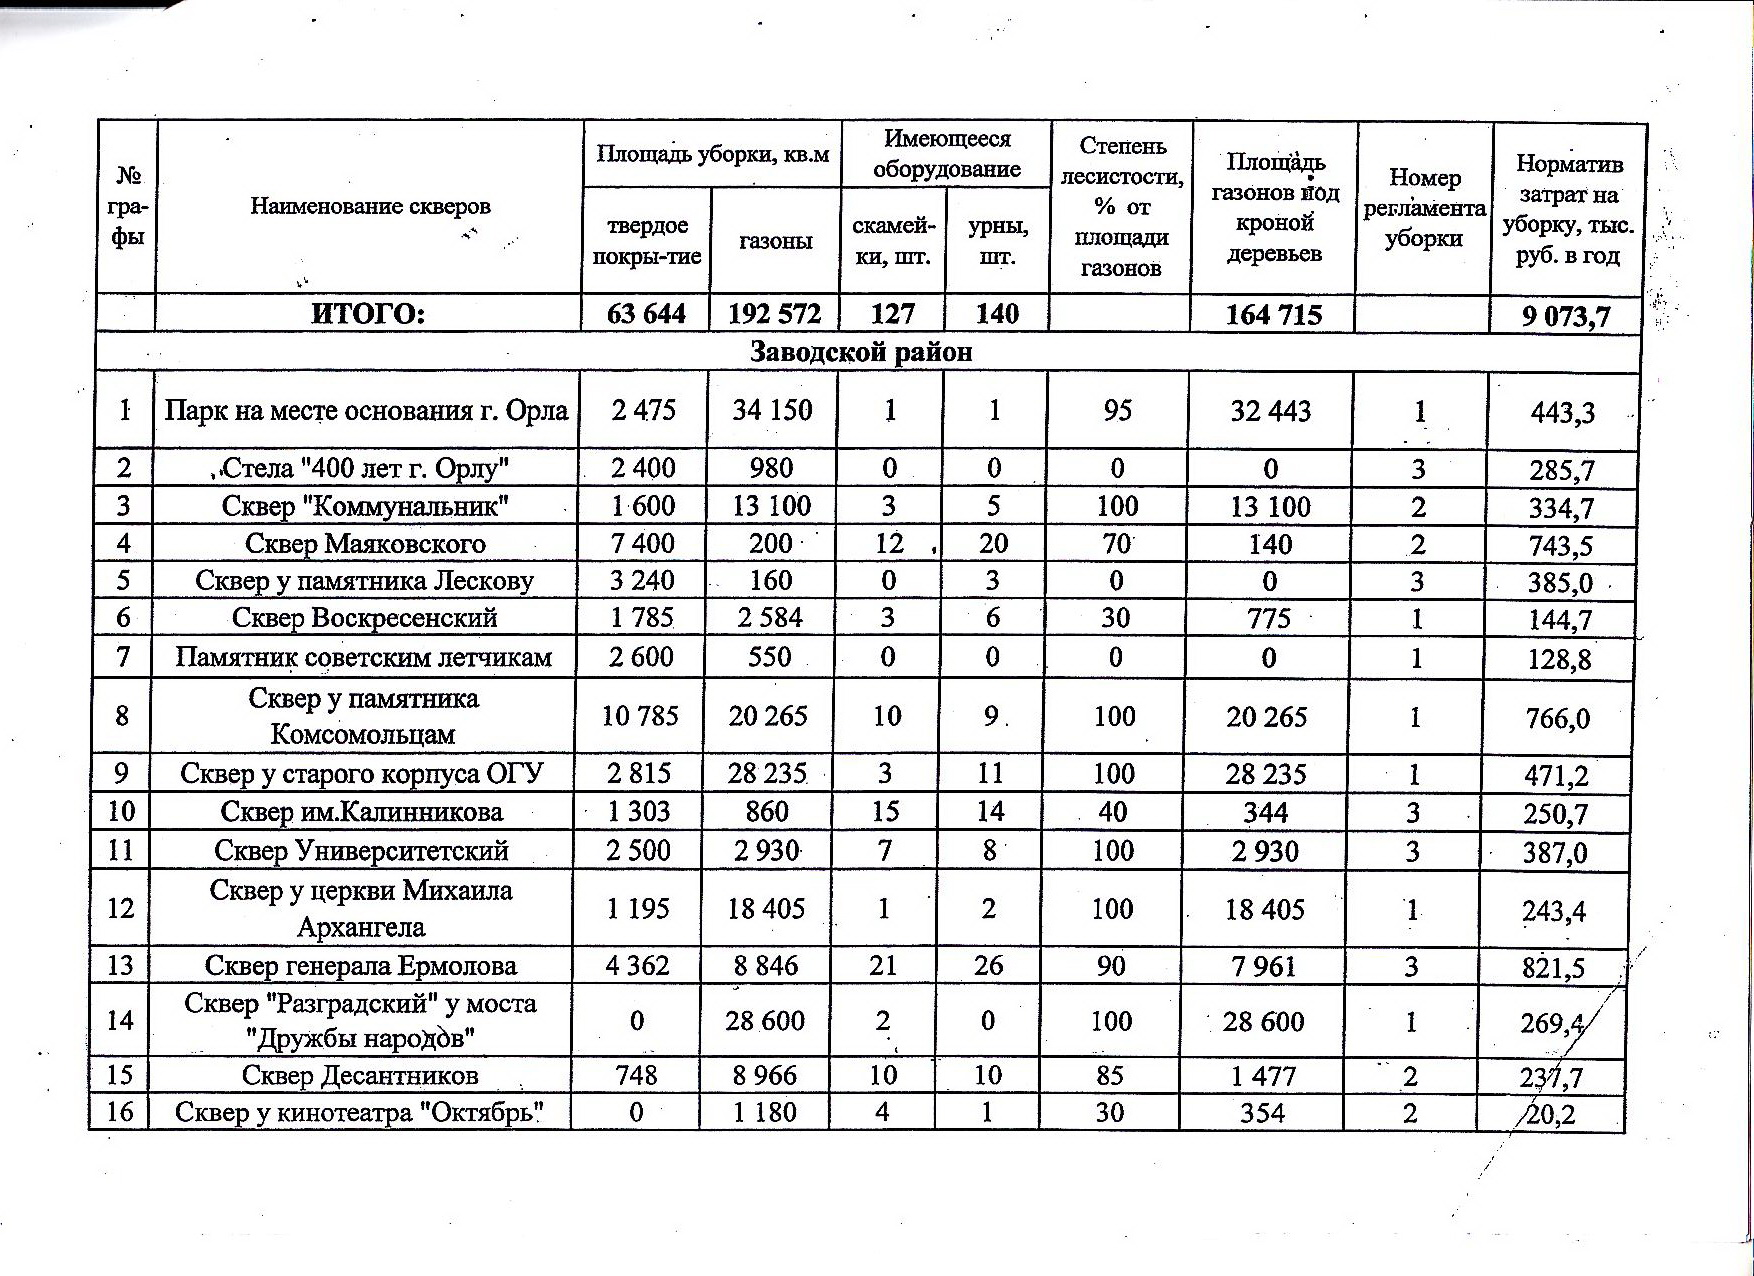 № гра-фы | Наименование скверов | Площадь уборки, кв.м | Имеющееся оборудование | Степень лесистости, % от площади газонов | Площадь газонов под кроной деревьев | Номер регламента уборки | Норматив затрат на уборку, тыс. руб. в год
твердое покры-тие | газоны | скамей-ки, шт. | урны, шт.
ИТОГО: | 63 644 | 192 572 | 127 | 140 | 164 715 | 9 073,7
Заводской район
1 | Парк на месте основания г. Орла | 2 475 | 34 150 | 1 | 1 | 95 | 32 443 | 1 | 443,3
2 | Стела "400 лет г. Орлу" | 2 400 | 980 | 0 | 0 | 0 | 0 | 3 | 285,7
3 | Сквер "Коммунальник" | 1 600 | 13 100 | 3 | 5 | 100 | 13 100 | 2 | 334,7
4 | Сквер Маяковского | 7 400 | 200 | 12 | 20 | 70 | 140 | 2 | 743,5
5 | Сквер у памятника Лескову | 3 240 | 160 | 0 | 3 | 0 | 0 | 3 | 385,0
6 | Сквер Воскресенский | 1 785 | 2 584 | 3 | 6 | 30 | 775 | 1 | 144,7
7 | Памятник советским летчикам | 2 600 | 550 | 0 | 0 | 0 | 0 | 1 | 128,8
8 | Сквер у памятника Комсомольцам | 10 785 | 20 265 | 10 | 9 | 100 | 20 265 | 1 | 766,0
9 | Сквер у старого корпуса ОГУ | 2 815 | 28 235 | 3 | 11 | 100 | 28 235 | 1 | 471,2
10 | Сквер им.Калинникова | 1 303 | 860 | 15 | 14 | 40 | 344 | 3 | 250,7
11 | Сквер Университетский | 2 500 | 2 930 | 7 | 8 | 100 | 2 930 | 3 | 387,0
12 | Сквер у церкви Михаила Архангела | 1 195 | 18 405 | 1 | 2 | 100 | 18 405 | 1 | 243,4
13 | Сквер генерала Ермолова | 4 362 | 8 846 | 21 | 26 | 90 | 7 961 | 3 | 821,5
14 | Сквер "Разградский" у моста "Дружбы народов" | 0 | 28 600 | 2 | 0 | 100 | 28 600 | 1 | 269,4
15 | Сквер Десантников | 748 | 8 966 | 10 | 10 | 85 | 1 477 | 2 | 237,7
16 | Сквер у кинотеатра "Октябрь" | 0 | 1 180 | 4 | 1 | 30 | 354 | 2 | 20,2